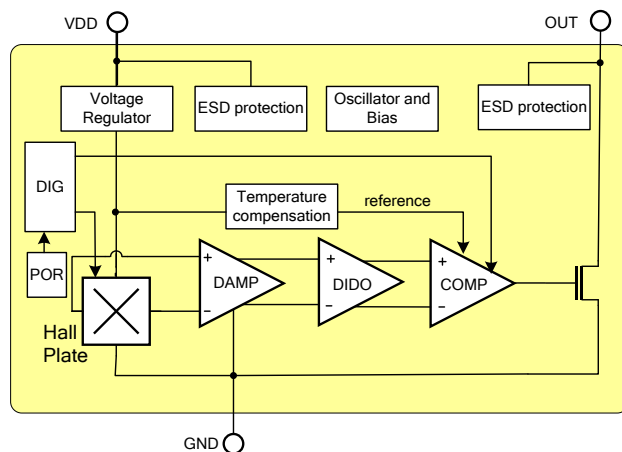 VDD
OUT
Voltage
Regulator
ESD protection
Oscillator and
Bias
ESD protection
DIG
Temperature
compensation
reference
POR
+
DAMP
−
+
DIDO
−
+
COMP
−
Hall
Plate
GND